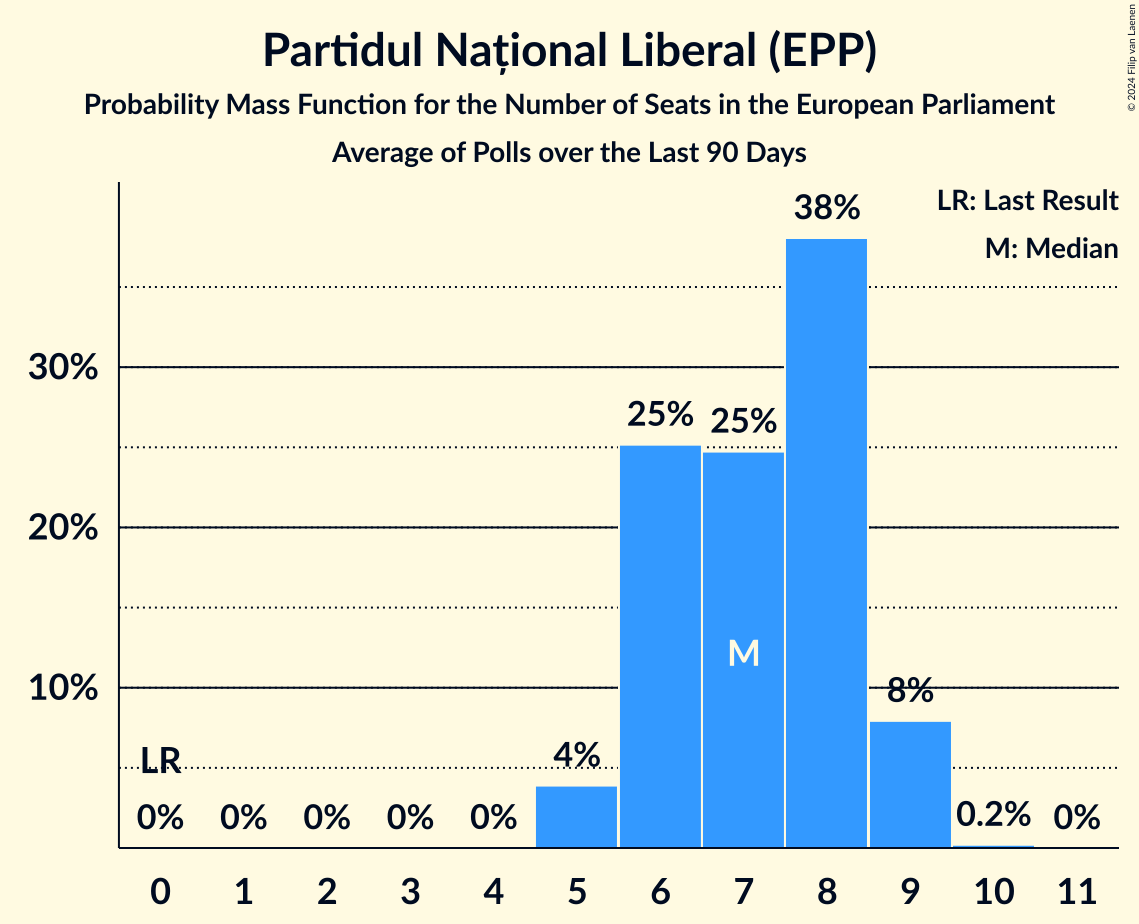 Partidul Național Liberal (EPP)
Probability Mass Function for the Number of Seats in the European Parliament
Average of Polls over the Last 90 Days
© 2024 Filip van Laenen
LR: Last Result
M: Median
38%
30%
25%
25%
20%
M
10%
8%
LR
4%
0%
0%
0%
0%
0%
0.2%
0%
0 1 2 3 4 5 6 7 8 9 10 11